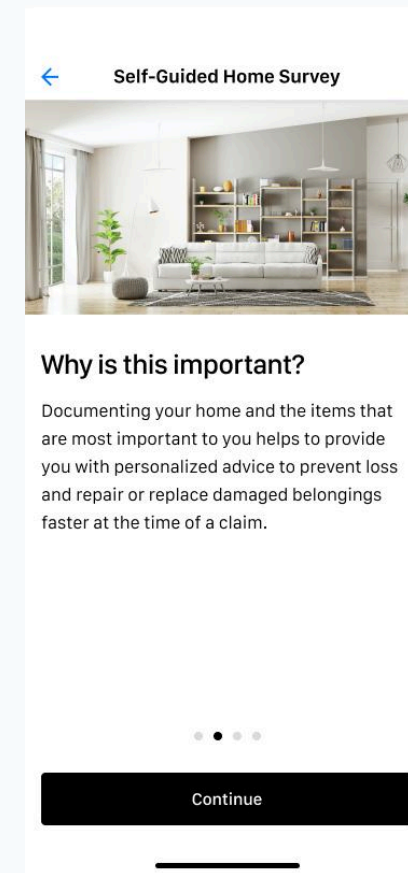 Self-Guided Home Survey
Why is this important?
Documenting your home and the items that
are most important to you helps to provide
you with personalized advice to prevent loss
and repair or replace damaged belongings
faster at the time of a claim.
Continue